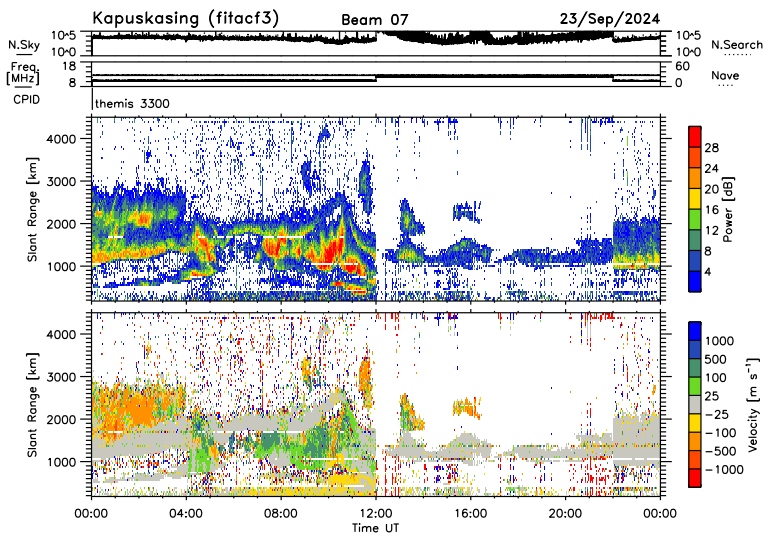 Kapuskasing (fitacf3)
Beam 07
23/Sep/2024
N.Sky
10^5
10^0
10^5
10^0
N.Search
Freq.
[MHz]
18
8
60
0
Nave
CPID
themis 3300
Slant Range [km]
4000
3000
2000
1000
28
24
20
16
12
8
4
Power [dB]
Slant Range [km]
4000
3000
2000
1000
1000
500
100
25
−25
−100
−500
−1000
Velocity [m s⁻¹]
00:00
04:00
08:00
12:00
16:00
20:00
00:00
Time UT